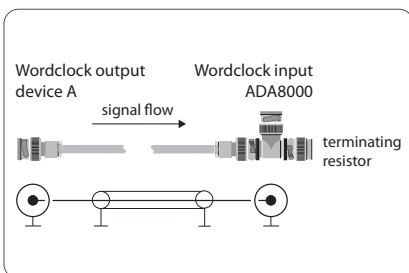 Wordclock output
device A
Wordclock input
ADA8000
signal flow
terminating
resistor